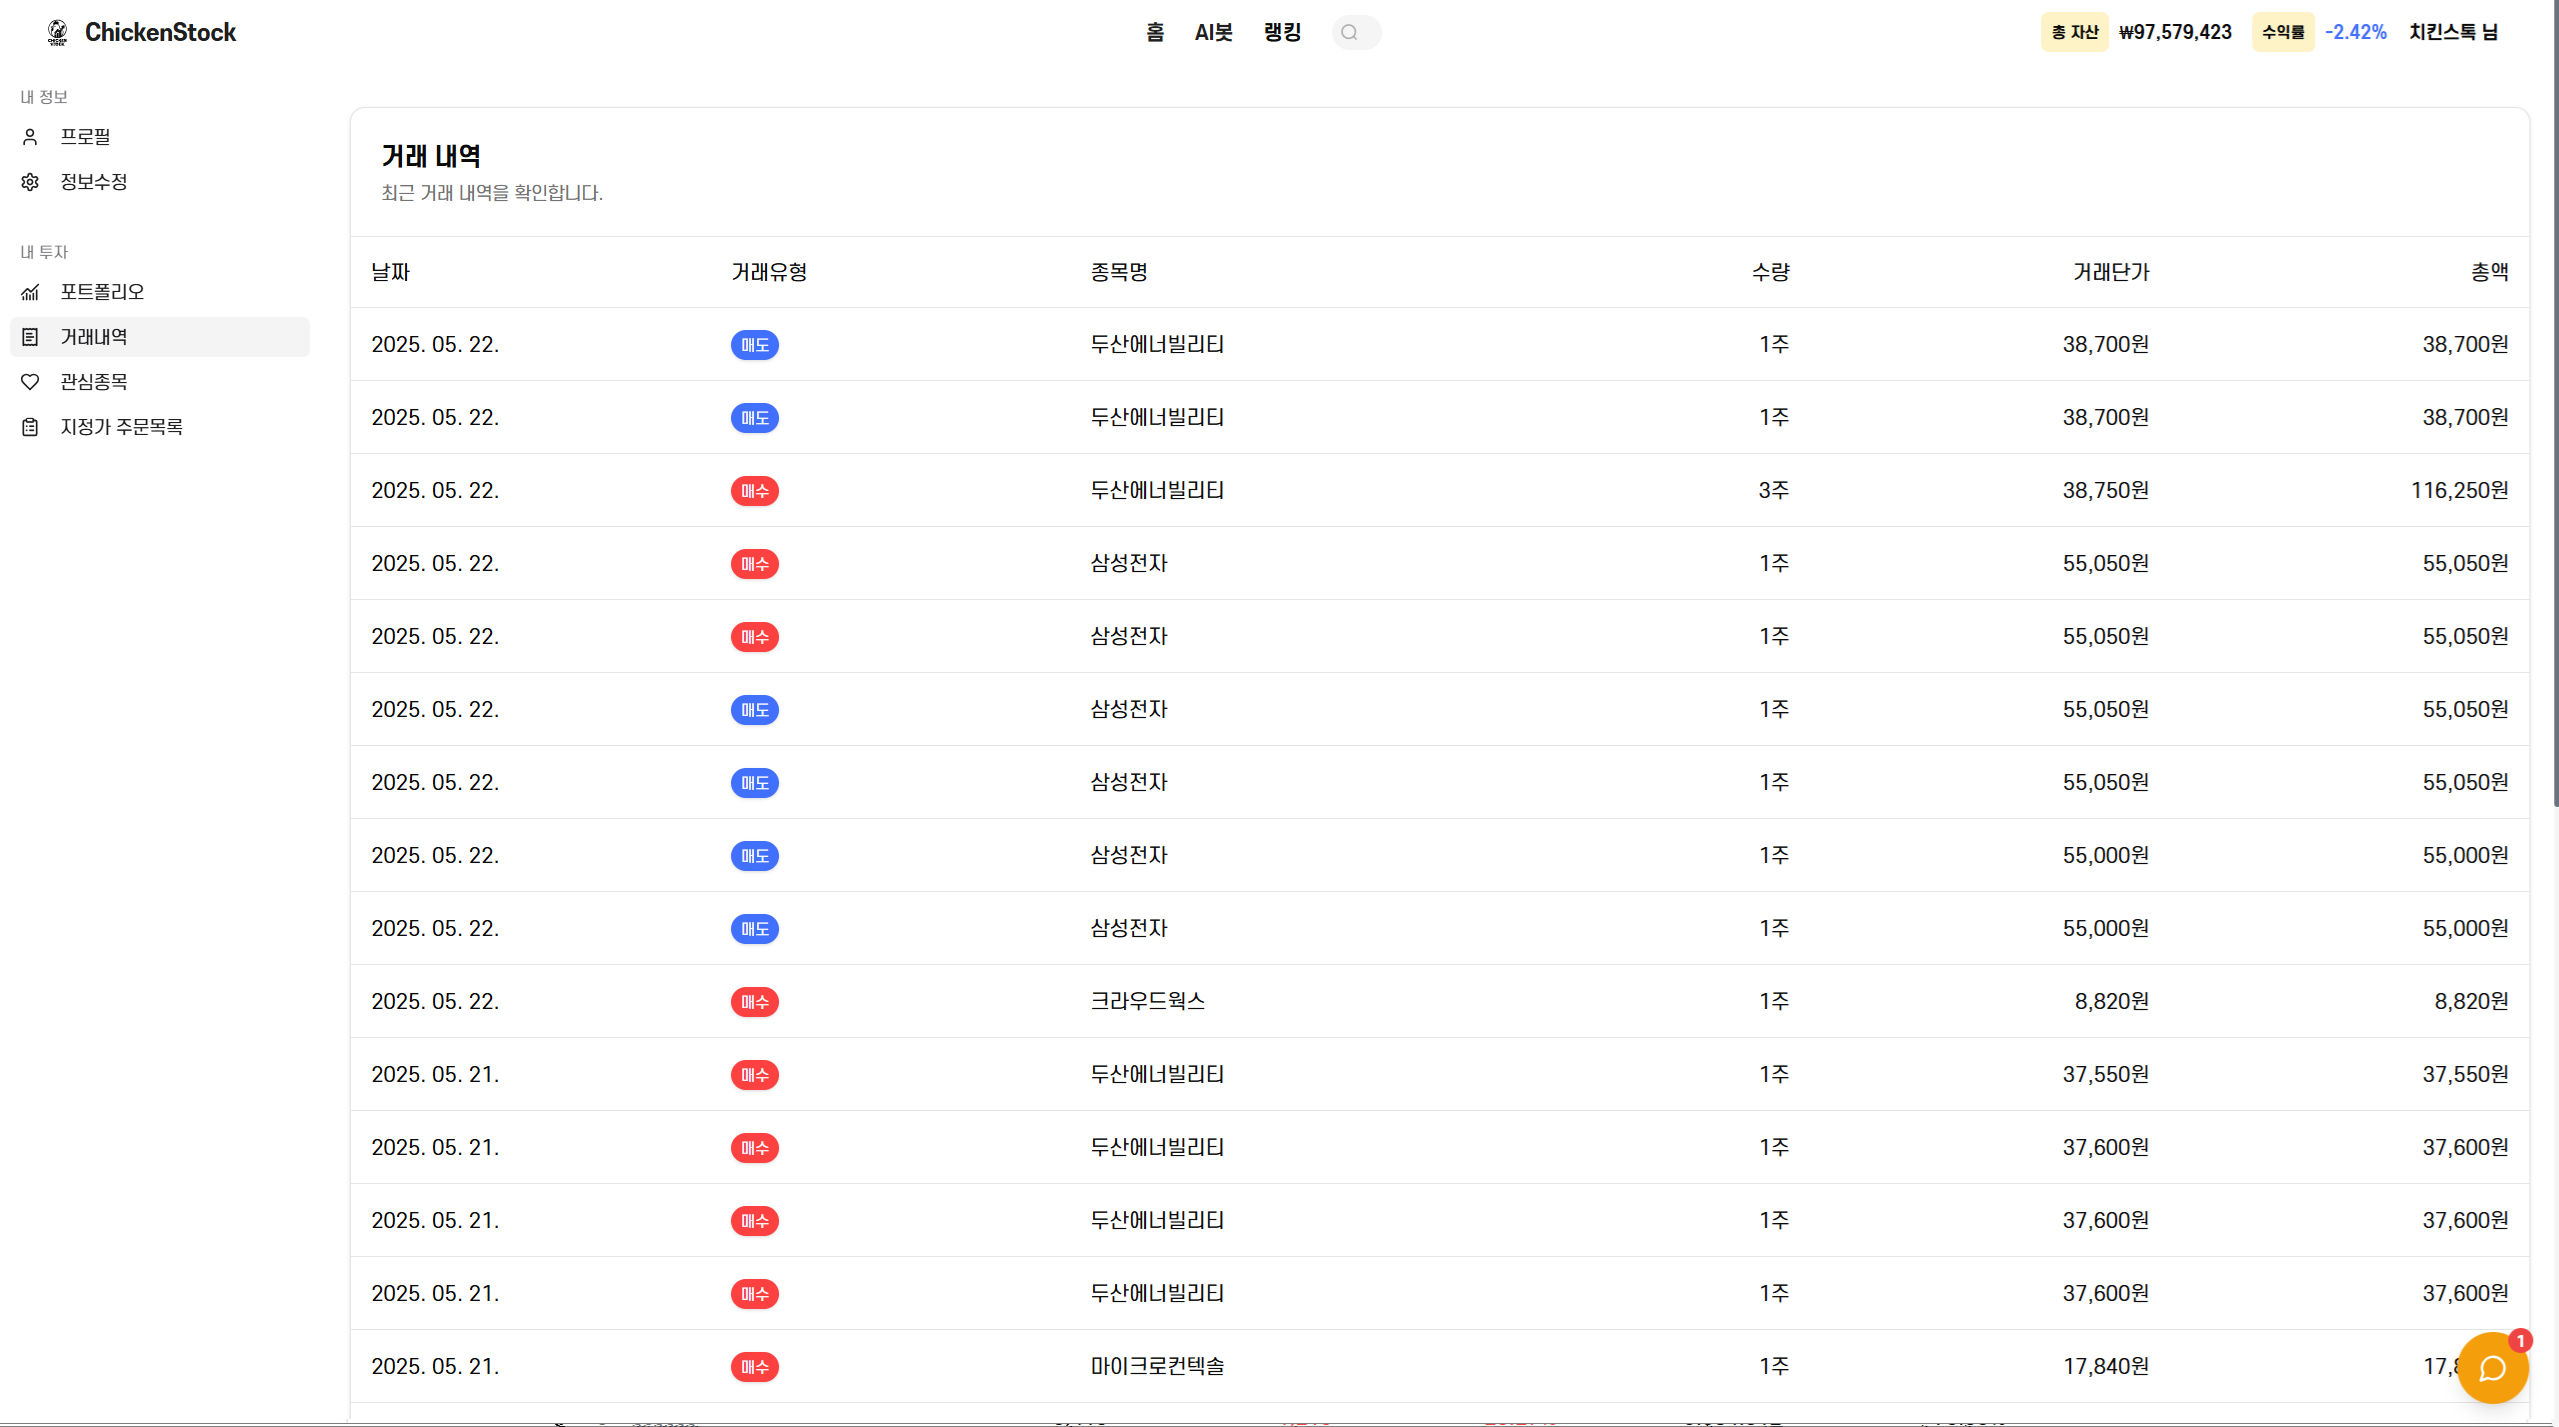 ChickenStock
홈 AI봇 랭킹
총 자산 ₩97,579,423 수익률 -2.42% 치킨스톡 님
내 정보
프로필
정보수정
내 투자
포트폴리오
거래내역
관심종목
지정가 주문목록
거래 내역
최근 거래 내역을 확인합니다.
날짜 거래유형 종목명 수량 거래단가 총액
2025. 05. 22. 매도 두산에너빌리티 1주 38,700원 38,700원
2025. 05. 22. 매도 두산에너빌리티 1주 38,700원 38,700원
2025. 05. 22. 매수 두산에너빌리티 3주 38,750원 116,250원
2025. 05. 22. 매수 삼성전자 1주 55,050원 55,050원
2025. 05. 22. 매수 삼성전자 1주 55,050원 55,050원
2025. 05. 22. 매도 삼성전자 1주 55,050원 55,050원
2025. 05. 22. 매도 삼성전자 1주 55,050원 55,050원
2025. 05. 22. 매도 삼성전자 1주 55,000원 55,000원
2025. 05. 22. 매도 삼성전자 1주 55,000원 55,000원
2025. 05. 22. 매수 크라우드웍스 1주 8,820원 8,820원
2025. 05. 21. 매수 두산에너빌리티 1주 37,550원 37,550원
2025. 05. 21. 매수 두산에너빌리티 1주 37,600원 37,600원
2025. 05. 21. 매수 두산에너빌리티 1주 37,600원 37,600원
2025. 05. 21. 매수 두산에너빌리티 1주 37,600원 37,600원
2025. 05. 21. 매수 마이크로컨텍솔 1주 17,840원
1